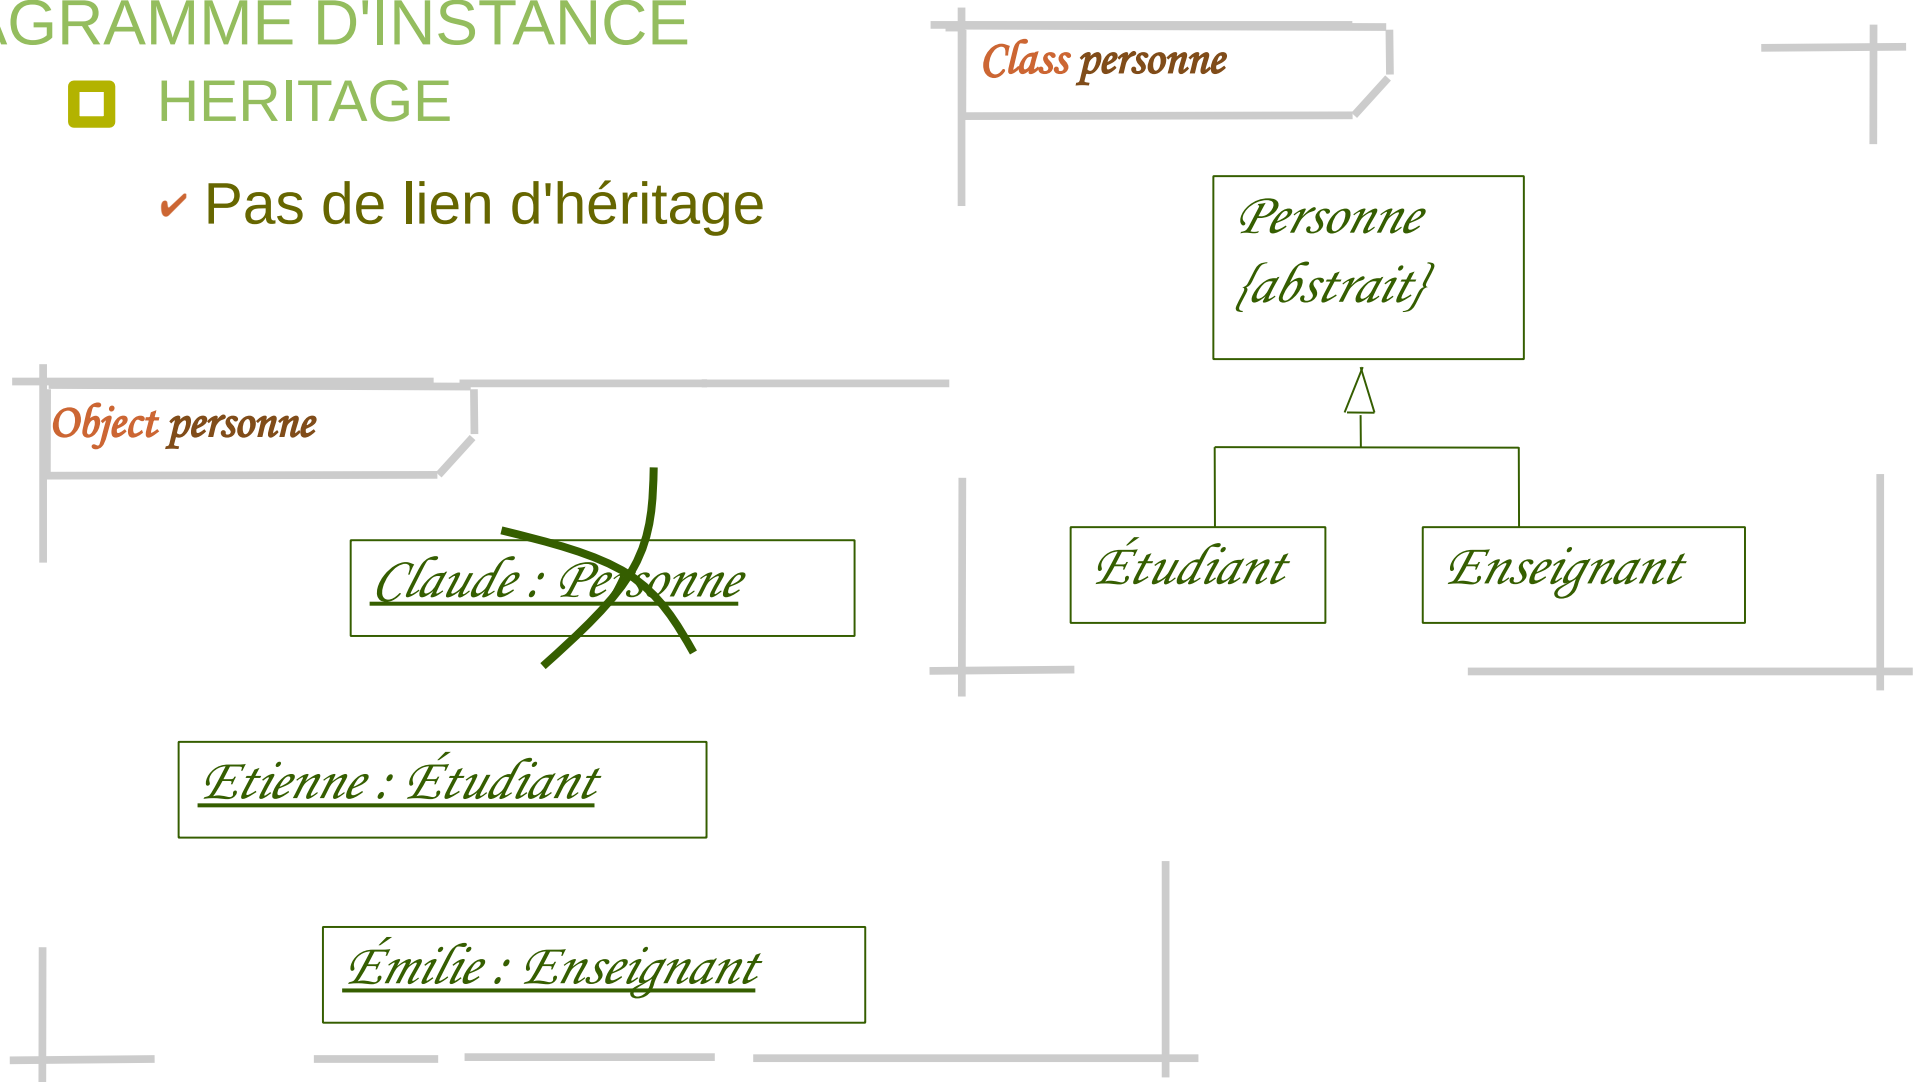 AGRAMME D'INSTANCE
HERITAGE
✔ Pas de lien d'héritage
Class personne
Personne
{abstrait}
Étudiant
Enseignant
Object personne
Claude : Personne
Etienne : Étudiant
Émilie : Enseignant